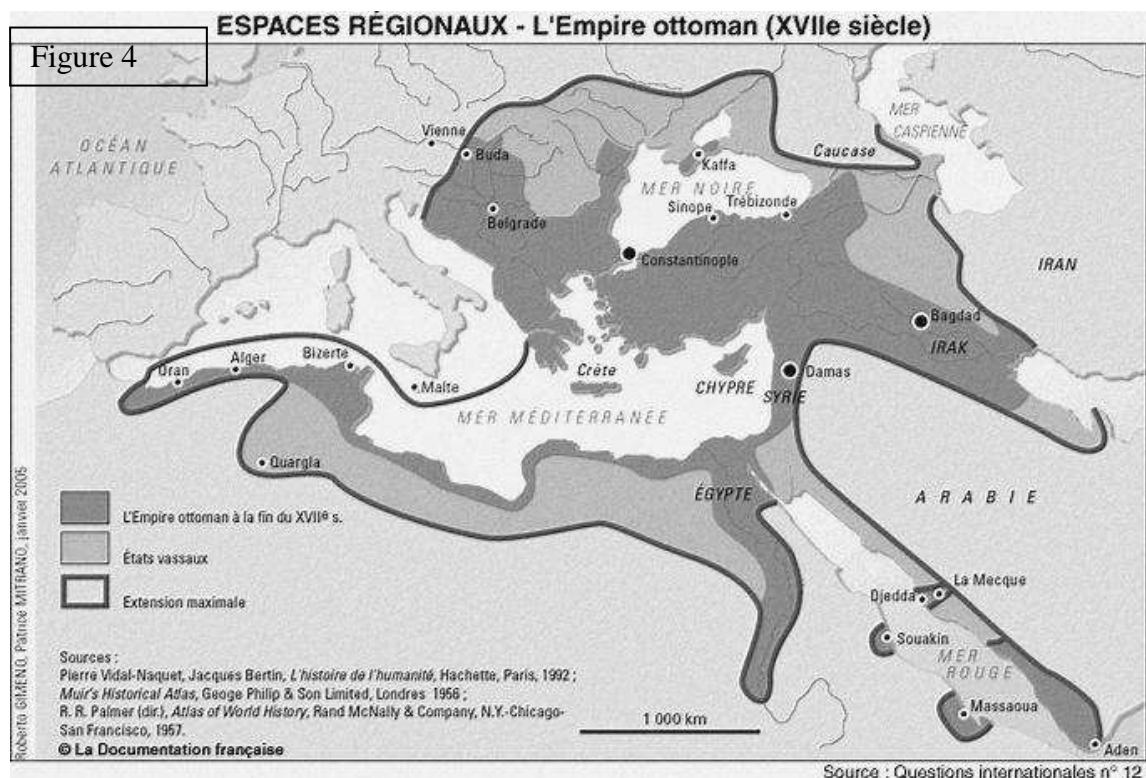 ESPACES RÉGIONAUX - L'Empire ottoman (XVIIe siècle)
Figure 4
OCÉAN
ATLANTIQUE
Vienne
Buda
Belgrade
MER
CASPIENNE
Caucase
Kaffa
MER NOIRE
Sinope
Trébizonde
Constantinople
IRAN
Bagdad
IRAK
Oran
Alger
Bizerte
Malte
Crète
CHYPRE
Damas
SYRIE
MER MÉDITERRANÉE
Ouargla
ÉGYPTE
ARABIE
La Mecque
Djedda
Souakin
MER
ROUGE
Massaoua
Aden
L'Empire ottoman à la fin du XVIIe s.
États vassaux
Extension maximale
Sources :
Pierre Vidal-Naquet, Jacques Bertin, L'histoire de l'humanité, Hachette, Paris, 1992 ;
Muir's Historical Atlas, Geoge Philip & Son Limited, Londres 1956 ;
R. R. Palmer (dir.), Atlas of World History, Rand McNally & Company, N.Y.-Chicago-
San Francisco, 1957.
© La Documentation française
1 000 km
Roberto GIMENO, Patrice MITRANO, janvier 2005
Source : Questions internationales n° 12